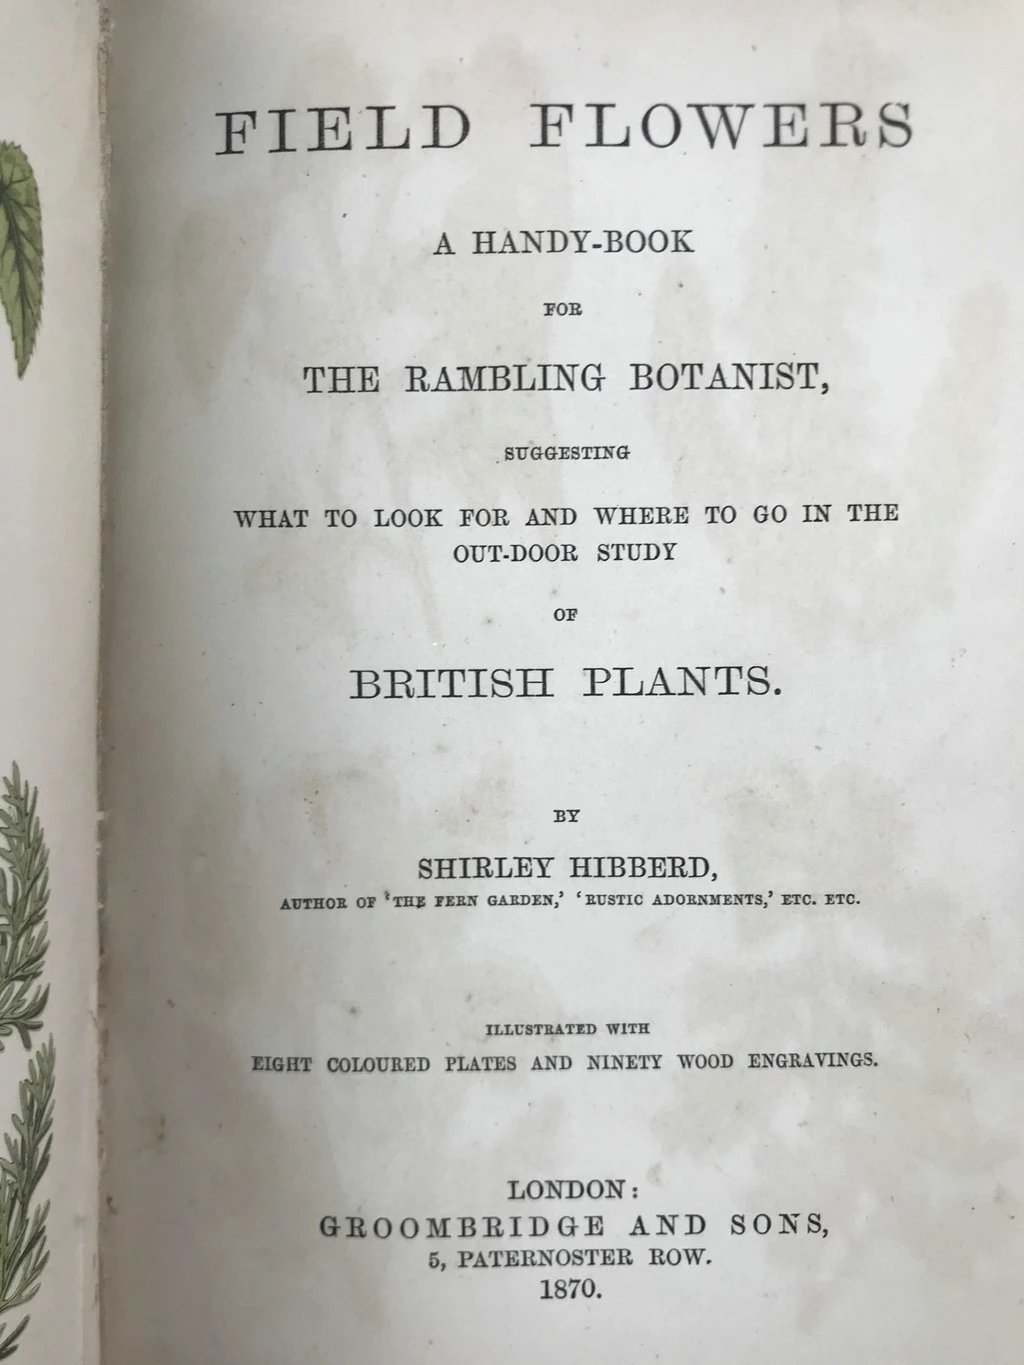 FIELD FLOWERS
A HANDY-BOOK
FOR
THE RAMBLING BOTANIST,
SUGGESTING
WHAT TO LOOK FOR AND WHERE TO GO IN THE
OUT-DOOR STUDY
OF
BRITISH PLANTS.
BY
SHIRLEY HIBBERD,
AUTHOR OF 'THE FERN GARDEN,' 'RUSTIC ADORNMENTS,' ETC. ETC.
ILLUSTRATED WITH
EIGHT COLOURED PLATES AND NINETY WOOD ENGRAVINGS.
LONDON:
GROOMBRIDGE AND SONS,
5, PATERNOSTER ROW.
1870.